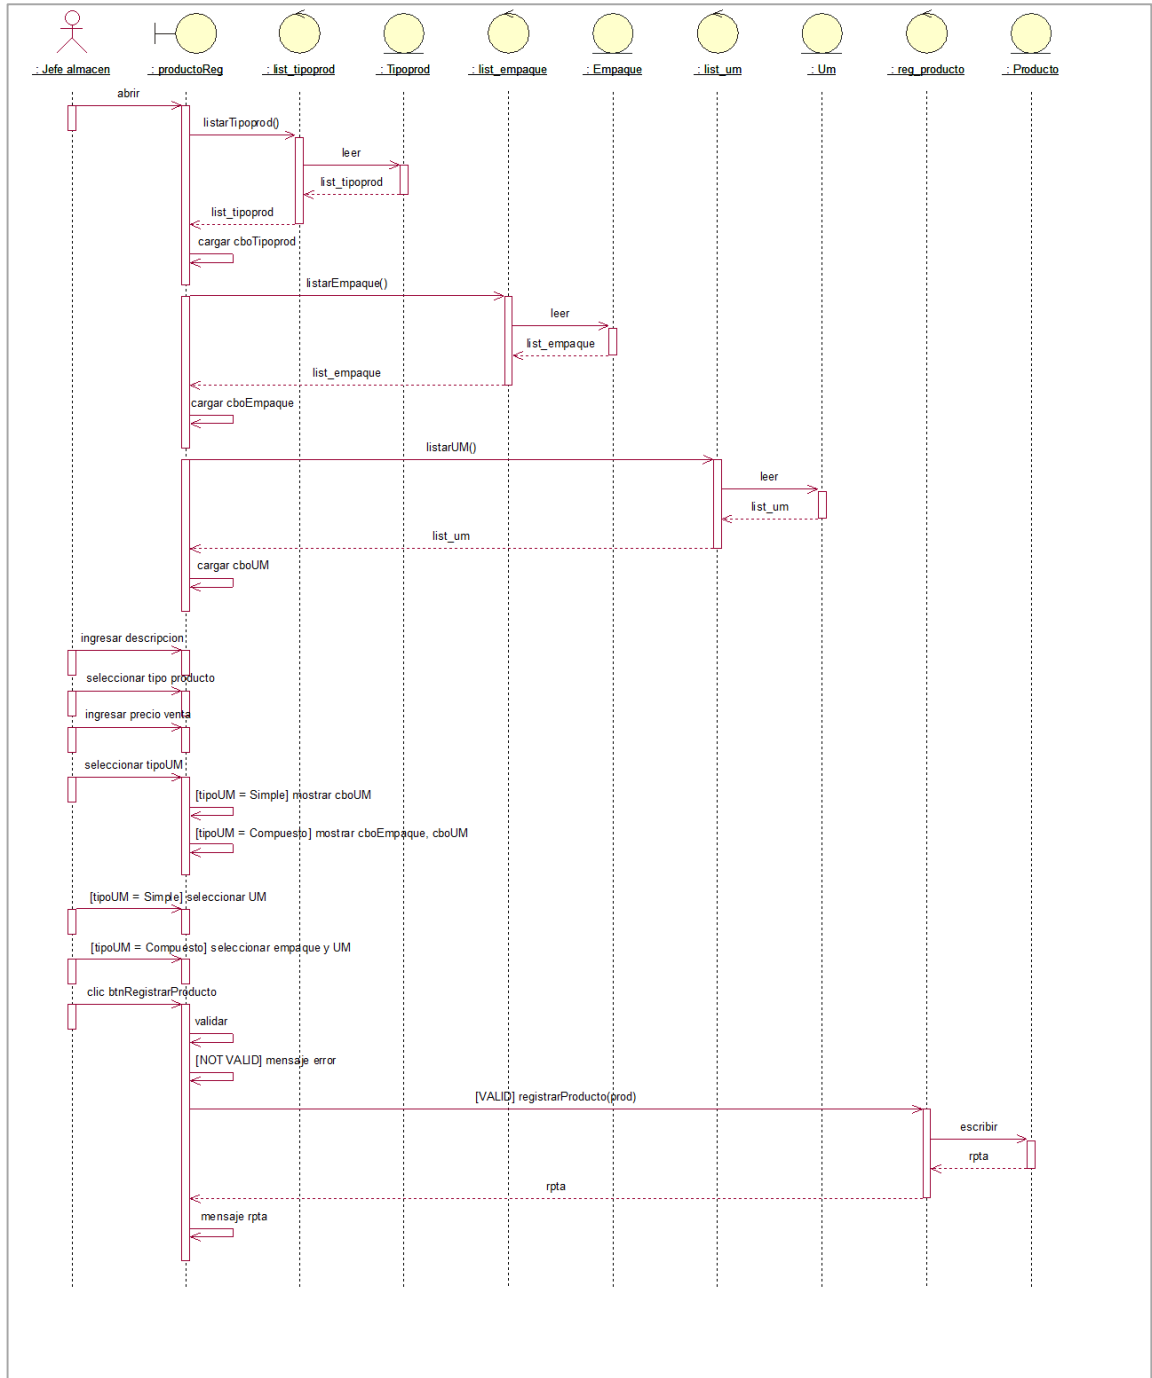 : Jefe almacen
: productoReg
: list_tipoprod
: Tipoprod
: list_empaque
: Empaque
: list_um
: Um
: reg_producto
: Producto
abrir
listarTipoprod()
leer
list_tipoprod
list_tipoprod
cargar cboTipoprod
listarEmpaque()
leer
list_empaque
list_empaque
cargar cboEmpaque
listarUM()
leer
list_um
list_um
cargar cboUM
ingresar descripcion
seleccionar tipo producto
ingresar precio venta
seleccionar tipoUM
[tipoUM = Simple] mostrar cboUM
[tipoUM = Compuesto] mostrar cboEmpaque, cboUM
[tipoUM = Simple] seleccionar UM
[tipoUM = Compuesto] seleccionar empaque y UM
clic btnRegistrarProducto
validar
[NOT VALID] mensaje error
[VALID] registrarProducto(prod)
escribir
rpta
rpta
mensaje rpta